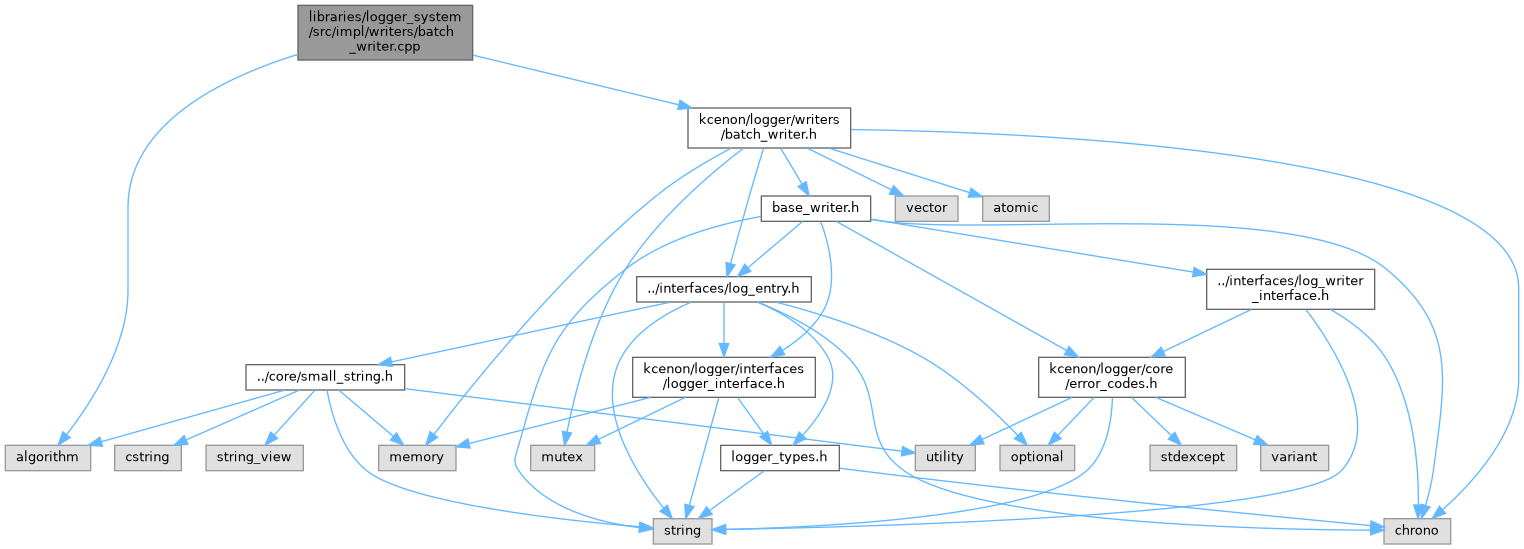 libraries/logger_system
/src/impl/writers/batch
_writer.cpp
kcenon/logger/writers
/batch_writer.h
base_writer.h
vector
atomic
../interfaces/log_entry.h
../interfaces/log_writer
_interface.h
../core/small_string.h
kcenon/logger/interfaces
/logger_interface.h
kcenon/logger/core
/error_codes.h
algorithm
cstring
string_view
memory
mutex
logger_types.h
utility
optional
stdexcept
variant
string
chrono